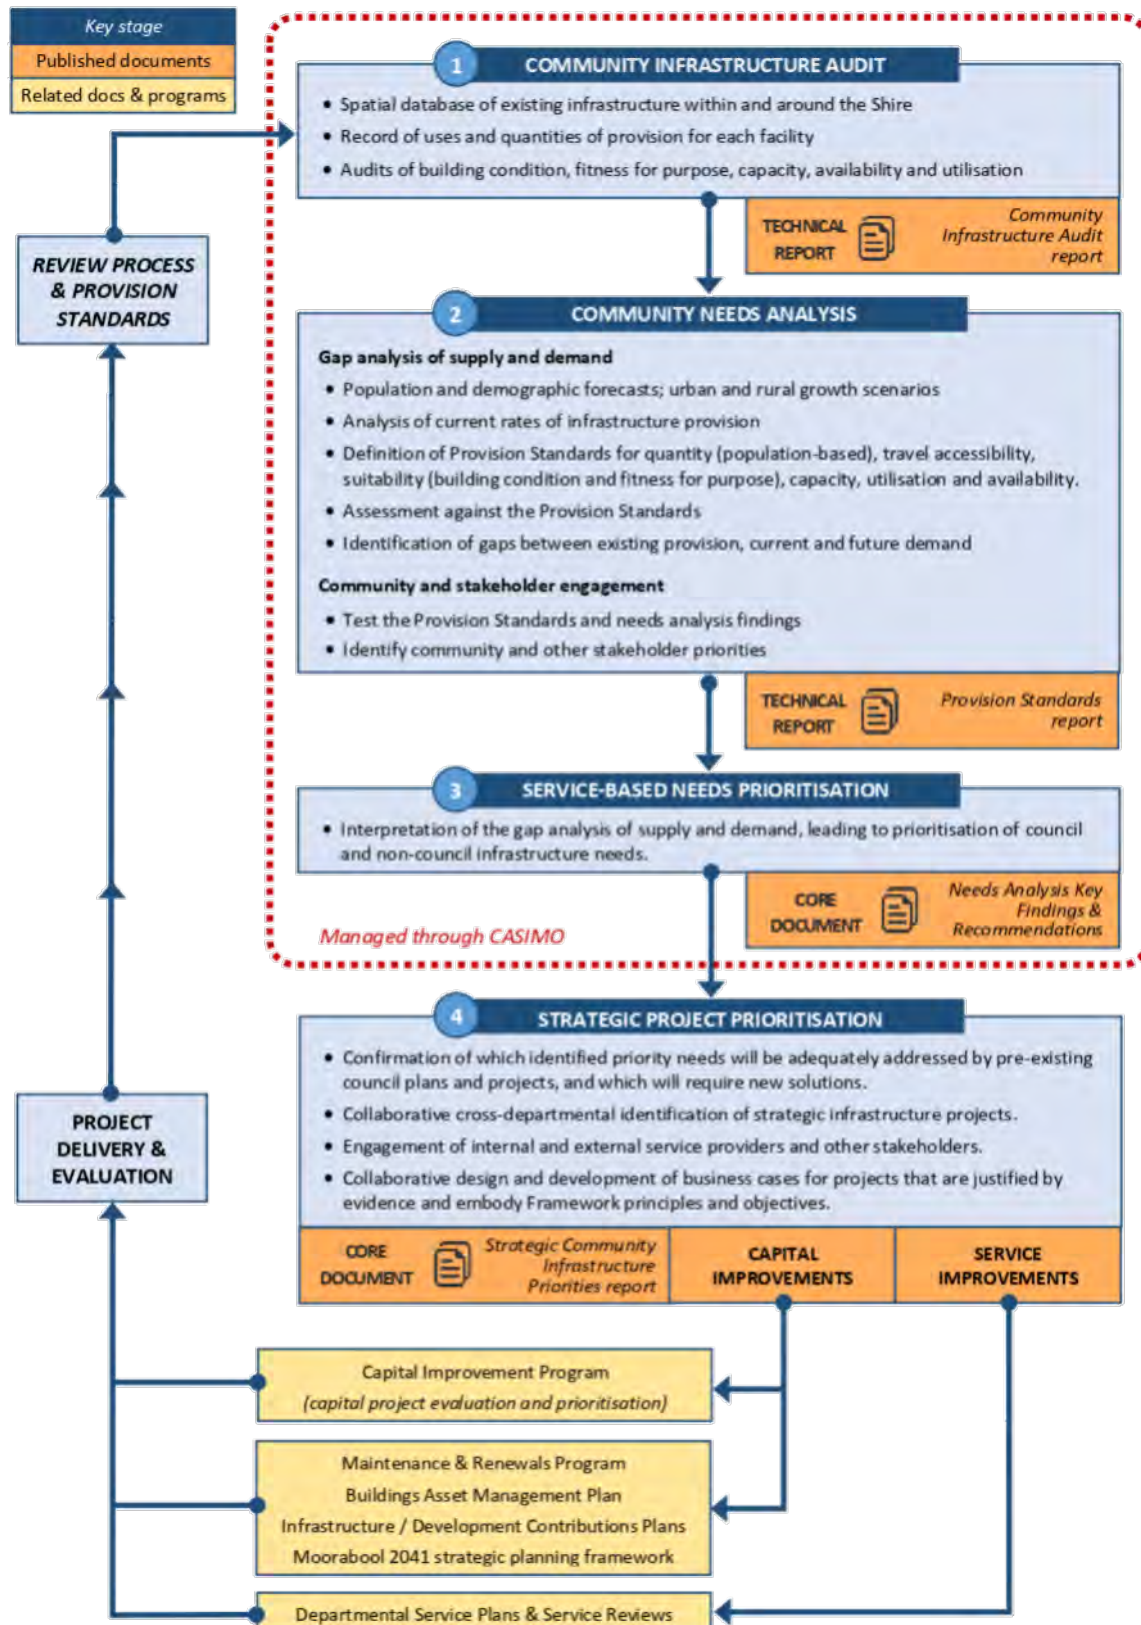 Key stage
Published documents
Related docs & programs
1
COMMUNITY INFRASTRUCTURE AUDIT
• Spatial database of existing infrastructure within and around the Shire
• Record of uses and quantities of provision for each facility
• Audits of building condition, fitness for purpose, capacity, availability and utilisation
TECHNICAL
REPORT
Community
Infrastructure Audit
report
REVIEW PROCESS
& PROVISION
STANDARDS
2
COMMUNITY NEEDS ANALYSIS
Gap analysis of supply and demand
• Population and demographic forecasts; urban and rural growth scenarios
• Analysis of current rates of infrastructure provision
• Definition of Provision Standards for quantity (population-based), travel accessibility,
suitability (building condition and fitness for purpose), capacity, utilisation and availability.
• Assessment against the Provision Standards
• Identification of gaps between existing provision, current and future demand
Community and stakeholder engagement
• Test the Provision Standards and needs analysis findings
• Identify community and other stakeholder priorities
TECHNICAL
REPORT
Provision Standards
report
3
SERVICE-BASED NEEDS PRIORITISATION
• Interpretation of the gap analysis of supply and demand, leading to prioritisation of council
and non-council infrastructure needs.
CORE
DOCUMENT
Needs Analysis Key
Findings &
Recommendations
Managed through CASIMO
4
STRATEGIC PROJECT PRIORITISATION
• Confirmation of which identified priority needs will be adequately addressed by pre-existing
council plans and projects, and which will require new solutions.
• Collaborative cross-departmental identification of strategic infrastructure projects.
• Engagement of internal and external service providers and other stakeholders.
• Collaborative design and development of business cases for projects that are justified by
evidence and embody Framework principles and objectives.
CORE
DOCUMENT
Strategic Community
Infrastructure
Priorities report
CAPITAL
IMPROVEMENTS
SERVICE
IMPROVEMENTS
PROJECT
DELIVERY &
EVALUATION
Capital Improvement Program
(capital project evaluation and prioritisation)
Maintenance & Renewals Program
Buildings Asset Management Plan
Infrastructure / Development Contributions Plans
Moorabool 2041 strategic planning framework
Departmental Service Plans & Service Reviews